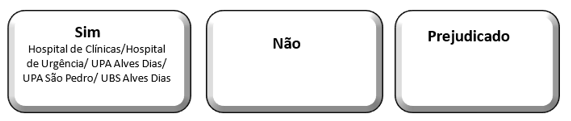 Sim
Hospital de Clínicas/Hospital
de Urgência/ UPA Alves Dias/
UPA São Pedro/ UBS Alves Dias
Não
Prejudicado